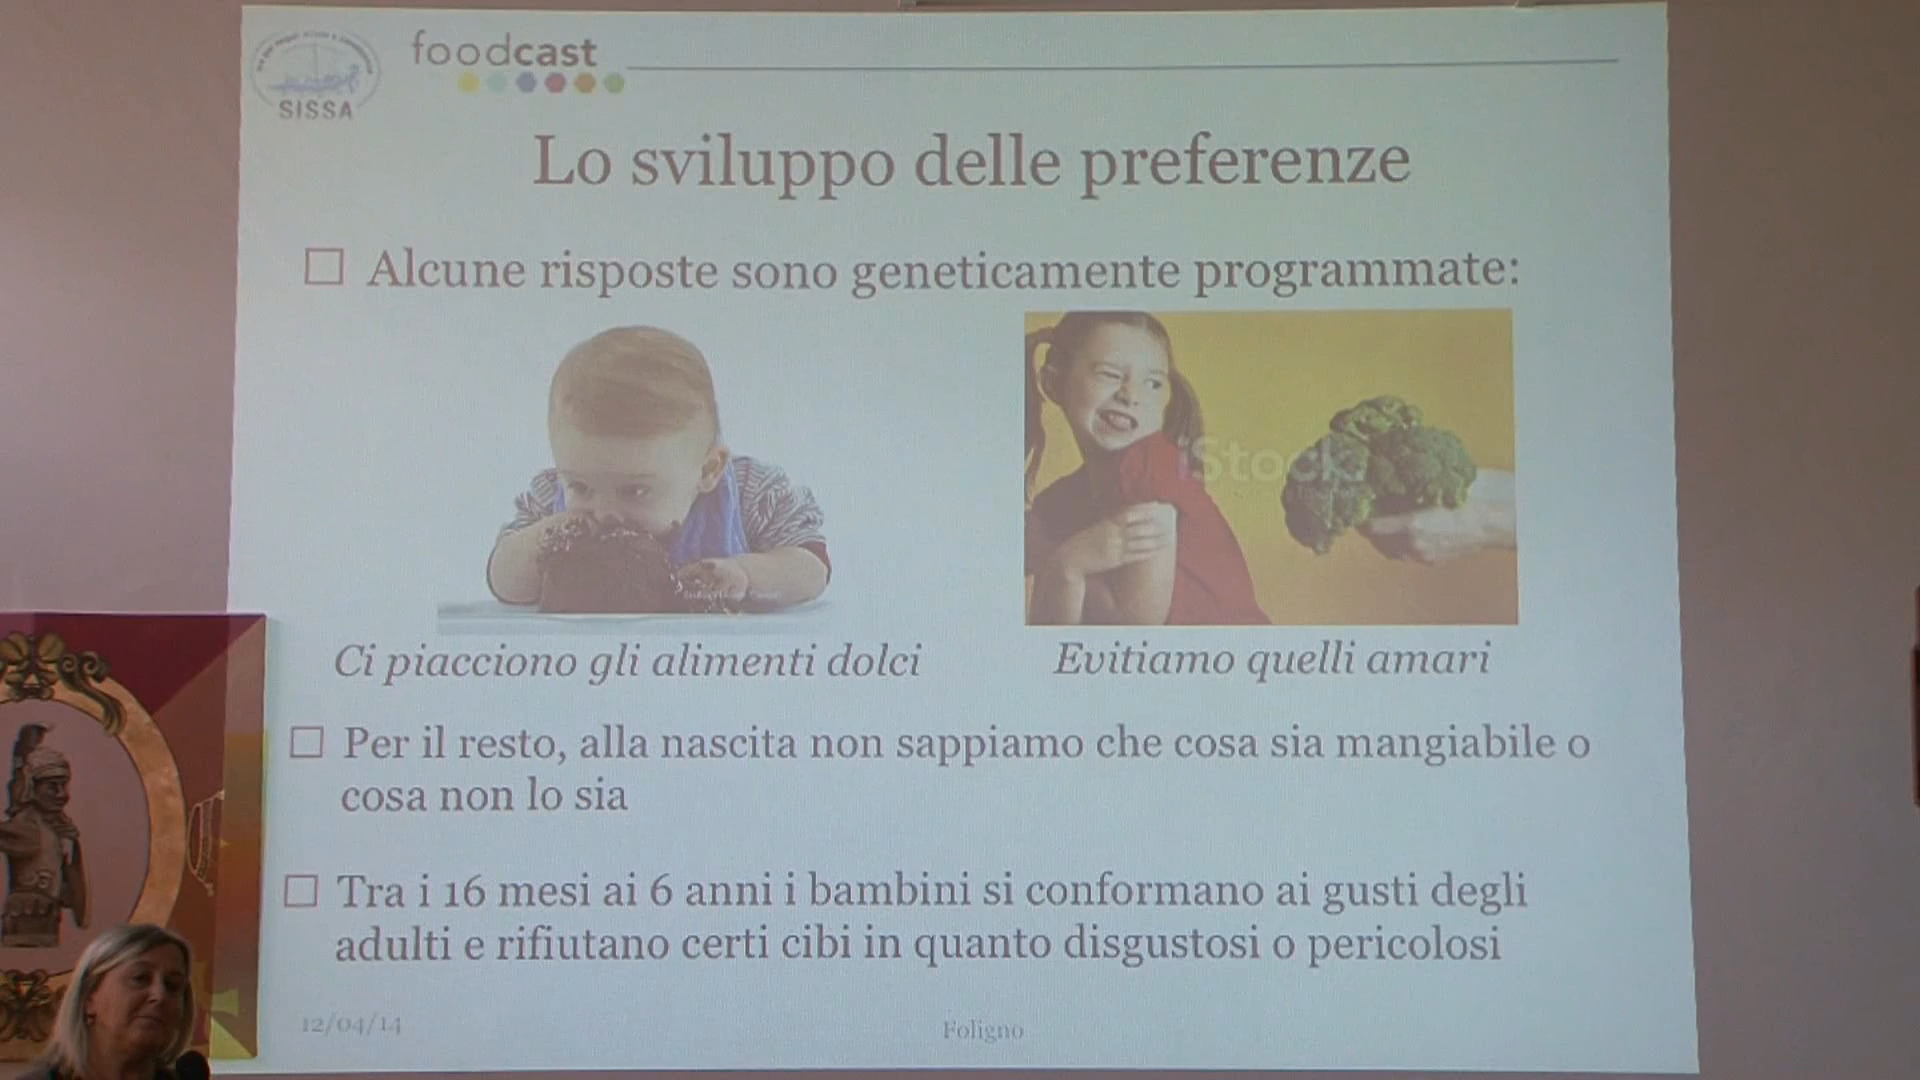 foodcast
SISSA
Lo sviluppo delle preferenze
Alcune risposte sono geneticamente programmate:
iStock
Ci piacciono gli alimenti dolci
Evitiamo quelli amari
Per il resto, alla nascita non sappiamo che cosa sia mangiabile o
cosa non lo sia
Tra i 16 mesi ai 6 anni i bambini si conformano ai gusti degli
adulti e rifiutano certi cibi in quanto disgustosi o pericolosi
12/04/14
Foligno